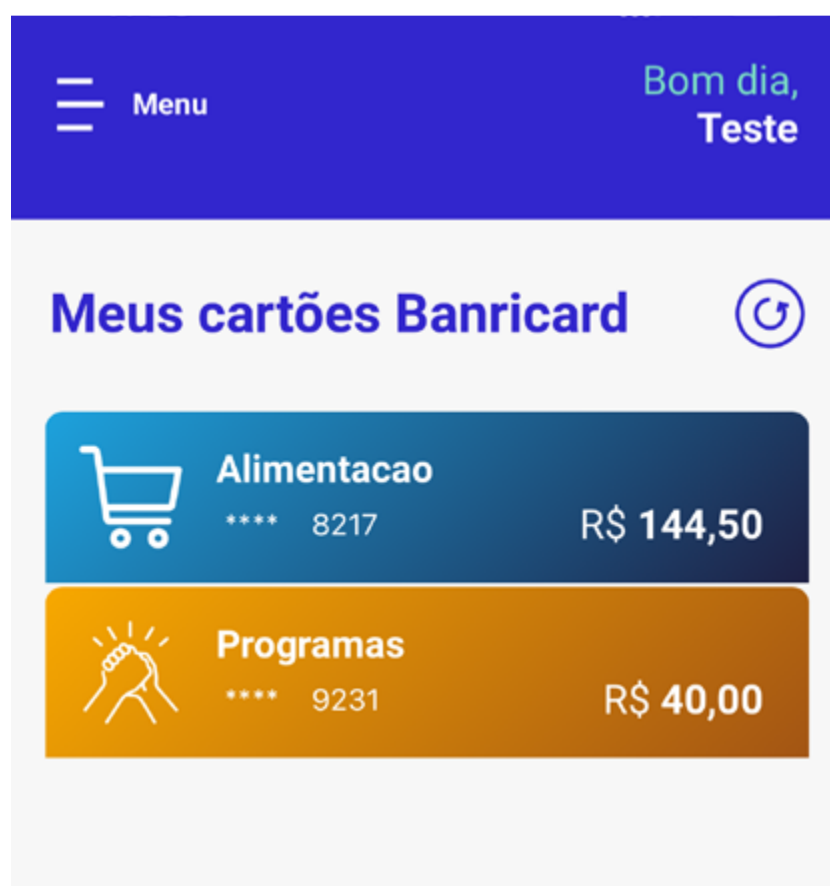 Menu
Bom dia,
Teste
Meus cartões Banricard
Alimentacao
**** 8217
R$ 144,50
Programas
**** 9231
R$ 40,00